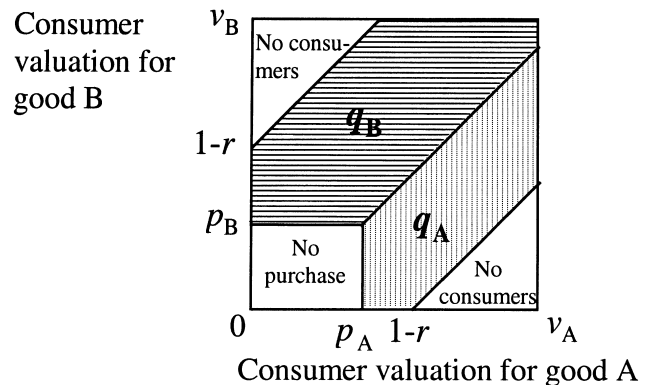 Consumer
valuation for
good B
v_B
No consu-
mers
q_B
1-r
p_B
No
purchase
q_A
No
consumers
0
p_A
1-r
v_A
Consumer valuation for good A